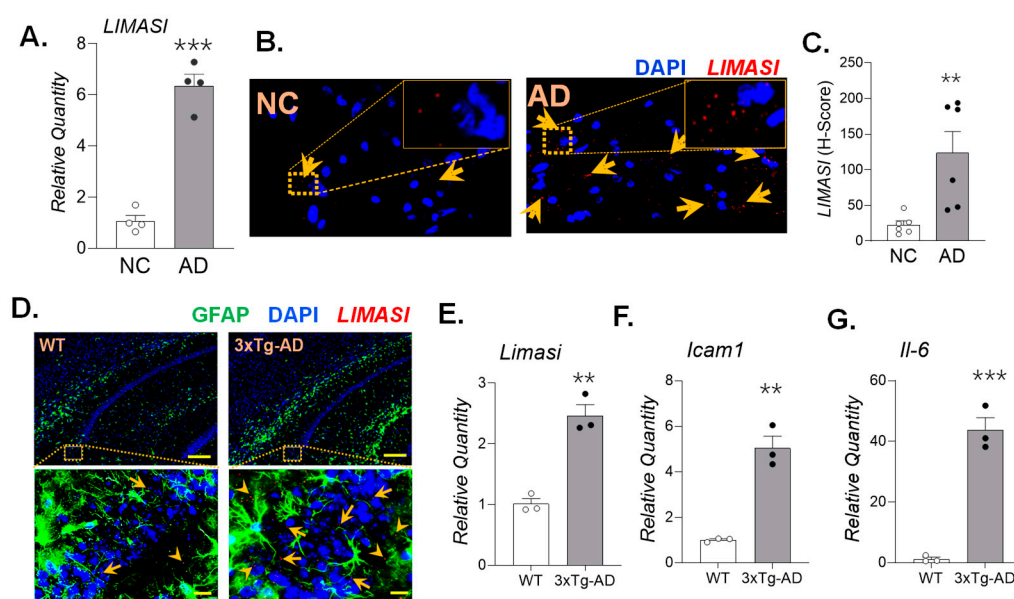 A.
LIMASI
***
Relative Quantity
8
6
4
2
0
NC
AD
B.
DAPI LIMASI
NC
AD
C.
LIMASI (H-Score)
250
200
150
100
50
0
**
NC
AD
D.
GFAP DAPI LIMASI
WT
3xTg-AD
E.
Limasi
**
Relative Quantity
3
2
1
0
WT
3xTg-AD
F.
Icam1
**
Relative Quantity
8
6
4
2
0
WT
3xTg-AD
G.
Il-6
***
Relative Quantity
60
40
20
0
WT
3xTg-AD